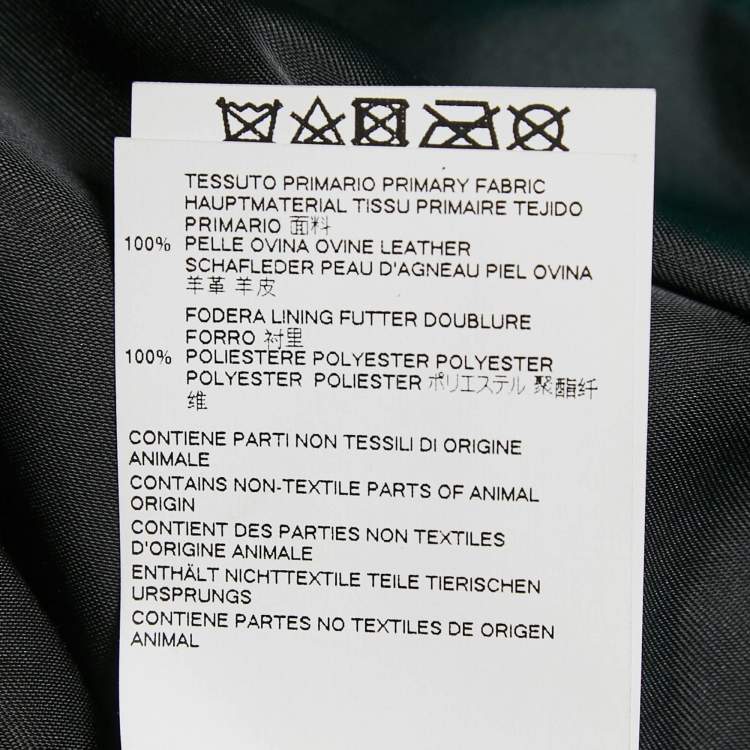 TESSUTO PRIMARIO PRIMARY FABRIC
HAUPTMATERIAL TISSU PRIMAIRE TEJIDO
PRIMARIO 面料
100% PELLE OVINA OVINE LEATHER
SCHAFLEDER PEAU D'AGNEAU PIEL OVINA
羊革 羊皮
FODERA LINING FUTTER DOUBLURE
FORRO 衬里
100% POLIESTERE POLYESTER POLYESTER
POLYESTER POLIESTER ポリエステル 聚酯纤
维
CONTIENE PARTI NON TESSILI DI ORIGINE
ANIMALE
CONTAINS NON-TEXTILE PARTS OF ANIMAL
ORIGIN
CONTIENT DES PARTIES NON TEXTILES
D'ORIGINE ANIMALE
ENTHÄLT NICHTTEXTILE TEILE TIERISCHEN
URSPRUNGS
CONTIENE PARTES NO TEXTILES DE ORIGEN
ANIMAL